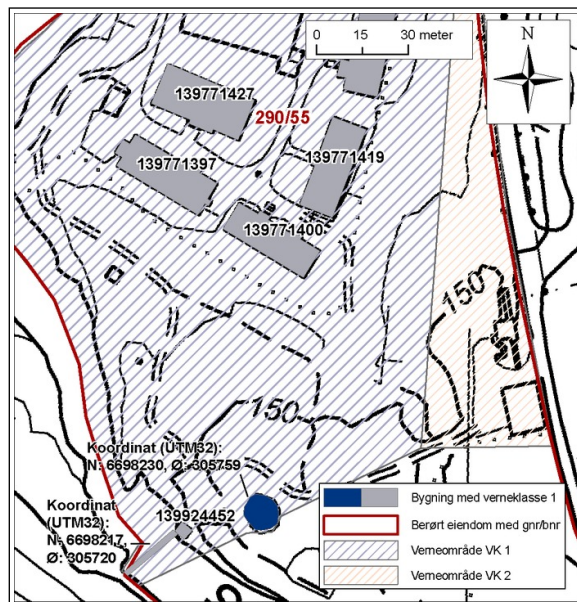 0 15 30 meter
N
139771427
290/55
139771397
139771419
139771400
150
150
Koordinat (UTM32):
N: 6698230, Ø: 305759
Koordinat
(UTM32):
N: 6698217,
Ø: 305720
139924452
Bygning med verneklasse 1
Berørt eiendom med gnr/bnr
Verneområde VK 1
Verneområde VK 2